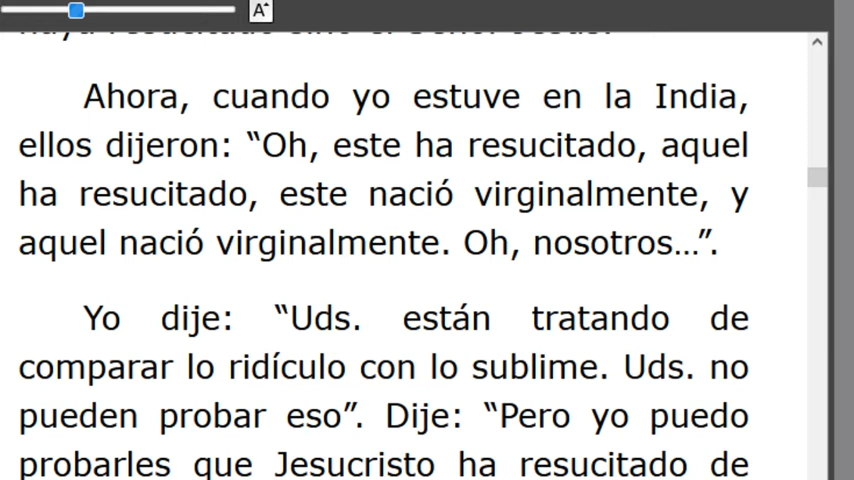 A
Ahora, cuando yo estuve en la India,
ellos dijeron: “Oh, este ha resucitado, aquel
ha resucitado, este nació virginalmente, y
aquel nació virginalmente. Oh, nosotros…”.
Yo dije: “Uds. están tratando de
comparar lo ridículo con lo sublime. Uds. no
pueden probar eso”. Dije: “Pero yo puedo
probarles que Jesucristo ha resucitado de